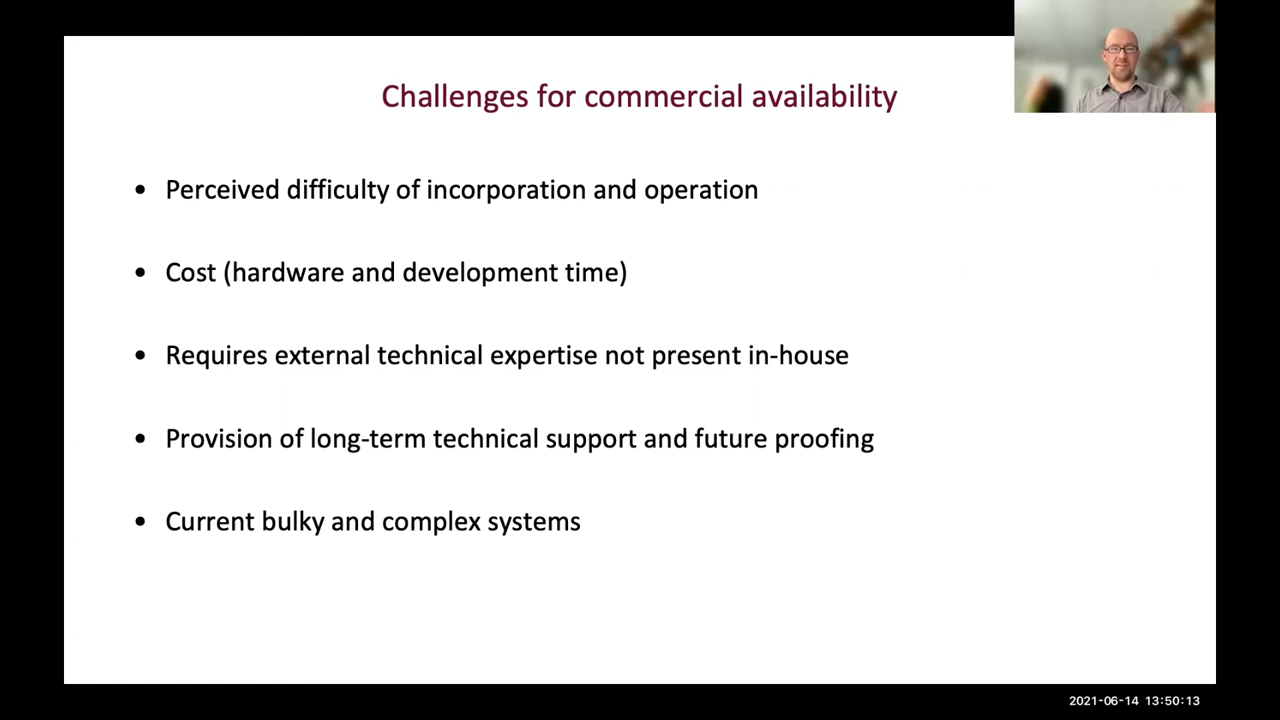 Challenges for commercial availability
• Perceived difficulty of incorporation and operation
• Cost (hardware and development time)
• Requires external technical expertise not present in-house
• Provision of long-term technical support and future proofing
• Current bulky and complex systems
2021-06-14 13:50:13